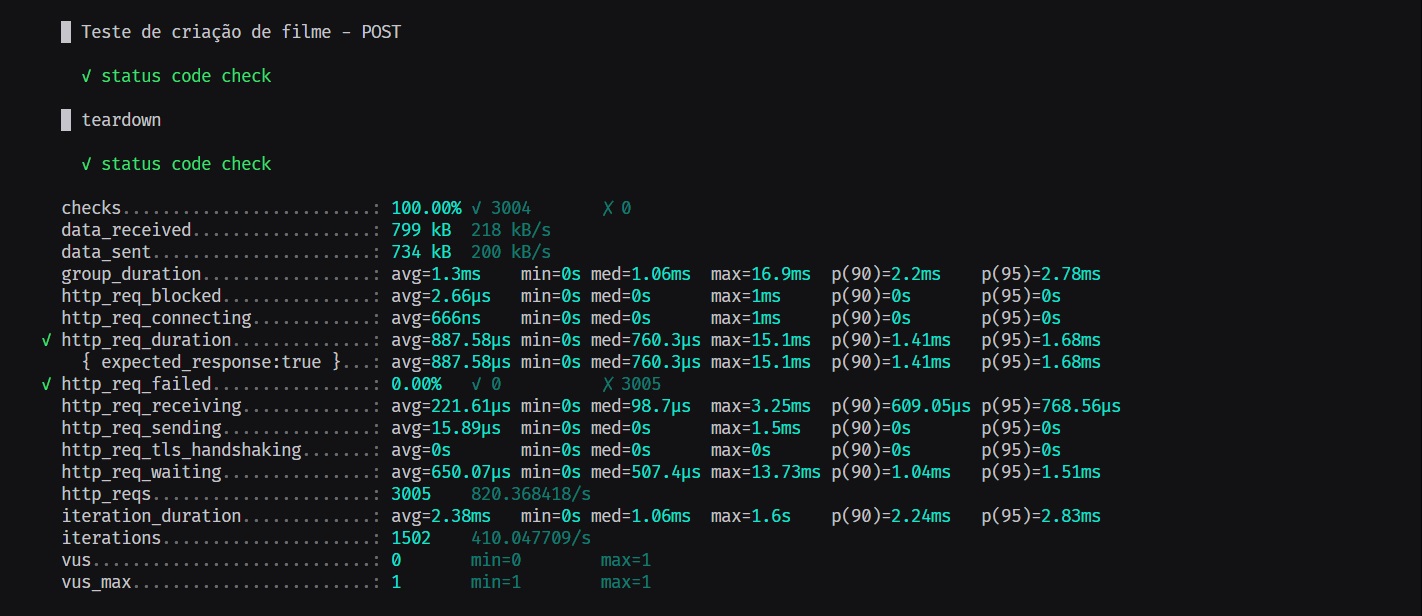 █ Teste de criação de filme - POST
√ status code check
█ teardown
√ status code check
checks.........................: 100.00% √ 3004 ✗ 0
data_received..................: 799 kB 218 kB/s
data_sent......................: 734 kB 200 kB/s
group_duration.................: avg=1.3ms min=0s med=1.06ms max=16.9ms p(90)=2.2ms p(95)=2.78ms
http_req_blocked...............: avg=2.66µs min=0s med=0s max=1ms p(90)=0s p(95)=0s
http_req_connecting............: avg=666ns min=0s med=0s max=1ms p(90)=0s p(95)=0s
√ http_req_duration..............: avg=887.58µs min=0s med=760.3µs max=15.1ms p(90)=1.41ms p(95)=1.68ms
{ expected_response:true }...: avg=887.58µs min=0s med=760.3µs max=15.1ms p(90)=1.41ms p(95)=1.68ms
√ http_req_failed................: 0.00% √ 0 ✗ 3005
http_req_receiving.............: avg=221.61µs min=0s med=98.7µs max=3.25ms p(90)=609.05µs p(95)=768.56µs
http_req_sending...............: avg=15.89µs min=0s med=0s max=1.5ms p(90)=0s p(95)=0s
http_req_tls_handshaking.......: avg=0s min=0s med=0s max=0s p(90)=0s p(95)=0s
http_req_waiting...............: avg=650.07µs min=0s med=507.4µs max=13.73ms p(90)=1.04ms p(95)=1.51ms
http_reqs......................: 3005 820.368418/s
iteration_duration.............: avg=2.38ms min=0s med=1.06ms max=1.6s p(90)=2.24ms p(95)=2.83ms
iterations.....................: 1502 410.047709/s
vus............................: 0 min=0 max=1
vus_max........................: 1 min=1 max=1